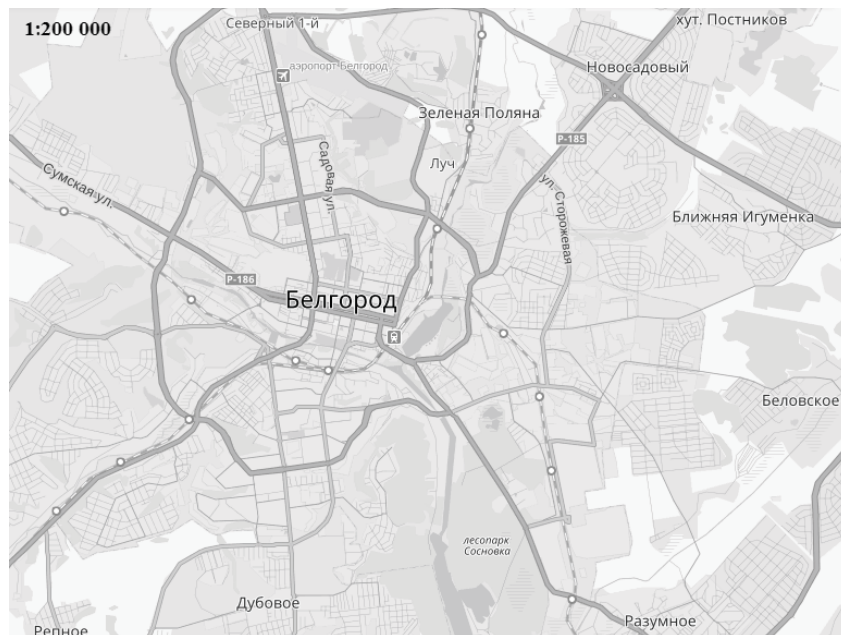 1:200 000
Северный 1-й
хут. Постников
аэропорт Белгород
Новосадовый
Зеленая Поляна
Р-185
Садовая ул.
Луч
Сумская ул.
ул. Сторожевая
Ближняя Игуменка
Р-186
Белгород
Беловское
лесопарк
Сосновка
Дубовое
Разумное
Репное